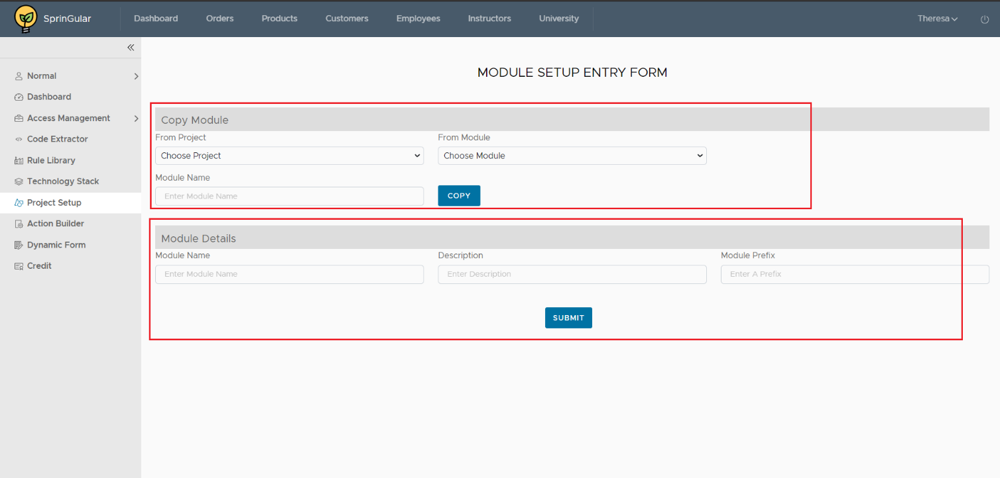 SprinGular
Dashboard Orders Products Customers Employees Instructors University Theresa
Normal
Dashboard
Access Management
Code Extractor
Rule Library
Technology Stack
Project Setup
Action Builder
Dynamic Form
Credit
MODULE SETUP ENTRY FORM
Copy Module
From Project From Module
Choose Project Choose Module
Module Name
Enter Module Name COPY
Module Details
Module Name Description Module Prefix
Enter Module Name Enter Description Enter A Prefix
SUBMIT